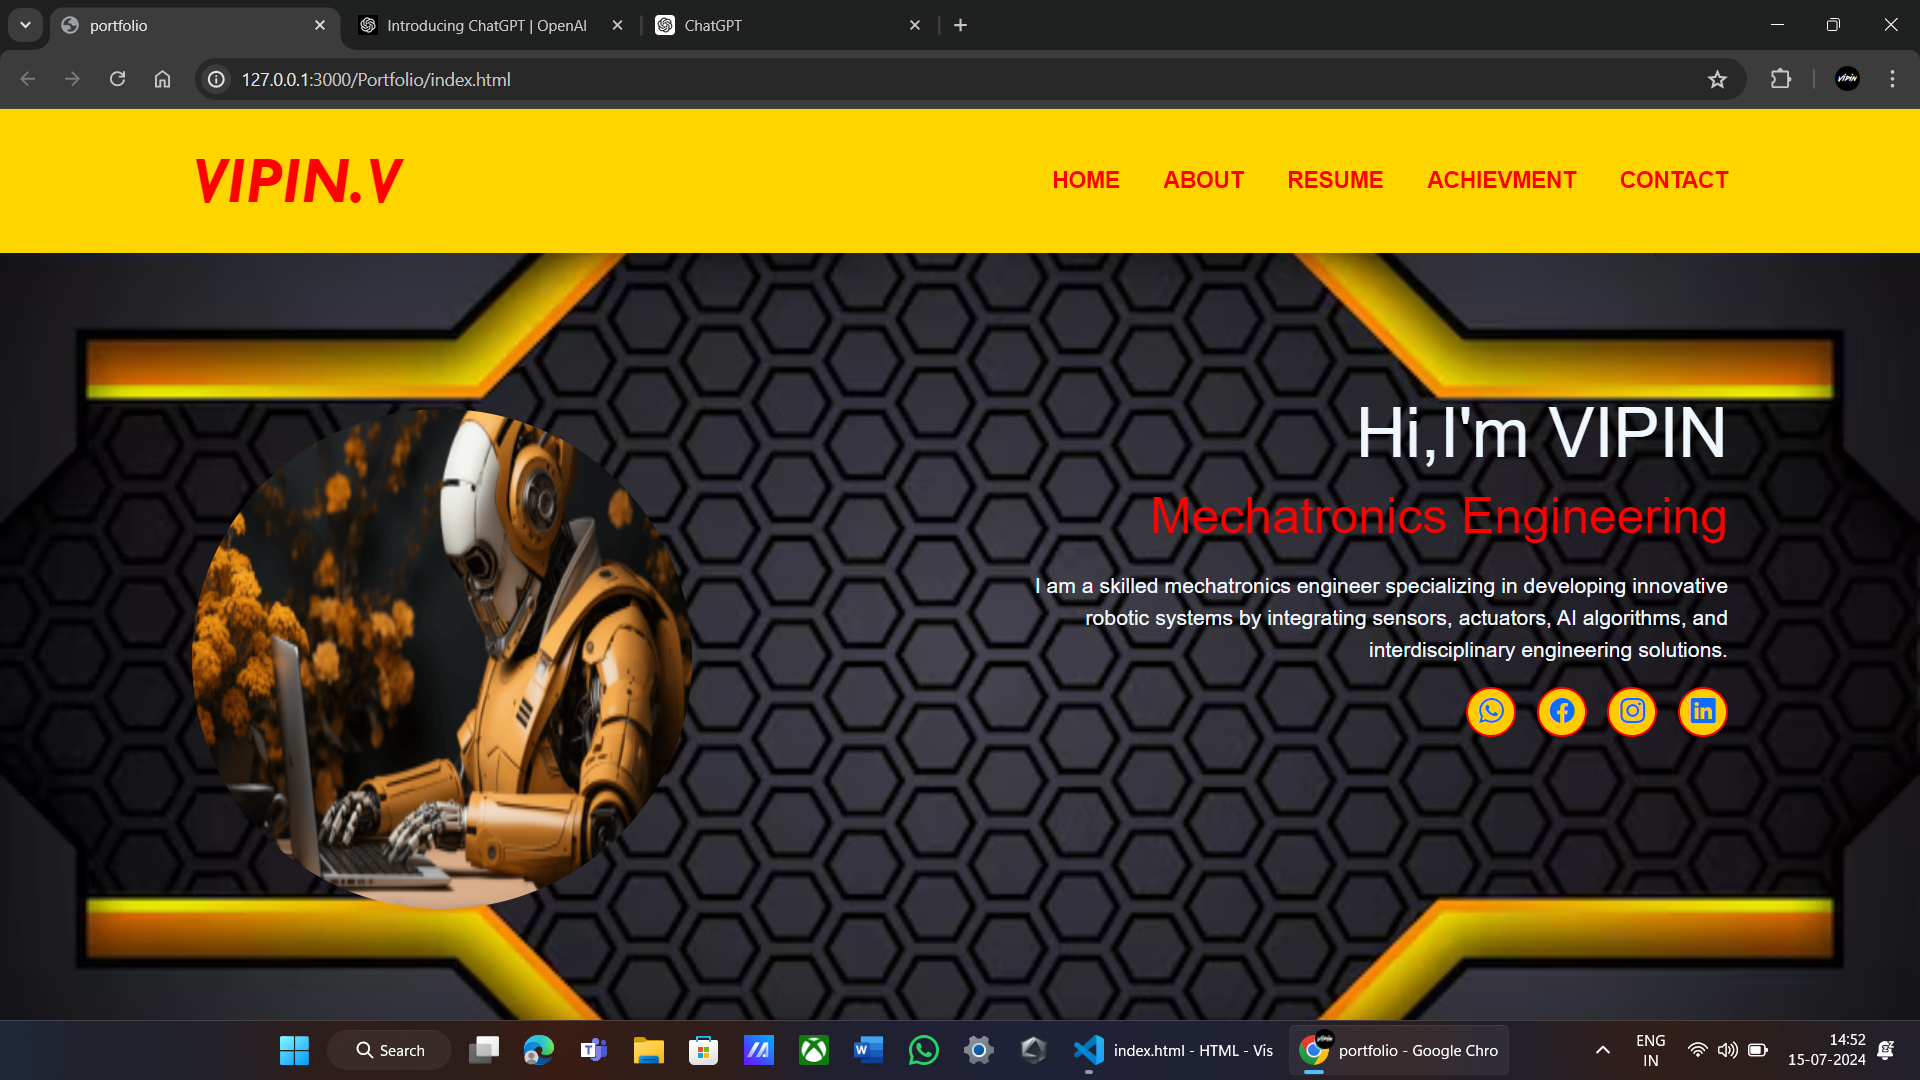 portfolio
Introducing ChatGPT | OpenAI
ChatGPT
127.0.0.1:3000/Portfolio/index.html
VIPIN
VIPIN.V
HOME
ABOUT
RESUME
ACHIEVMENT
CONTACT
Hi,I'm VIPIN
Mechatronics Engineering
I am a skilled mechatronics engineer specializing in developing innovative
robotic systems by integrating sensors, actuators, AI algorithms, and
interdisciplinary engineering solutions.
Search
index.html - HTML - Vis
portfolio - Google Chro
ENG
IN
14:52
15-07-2024